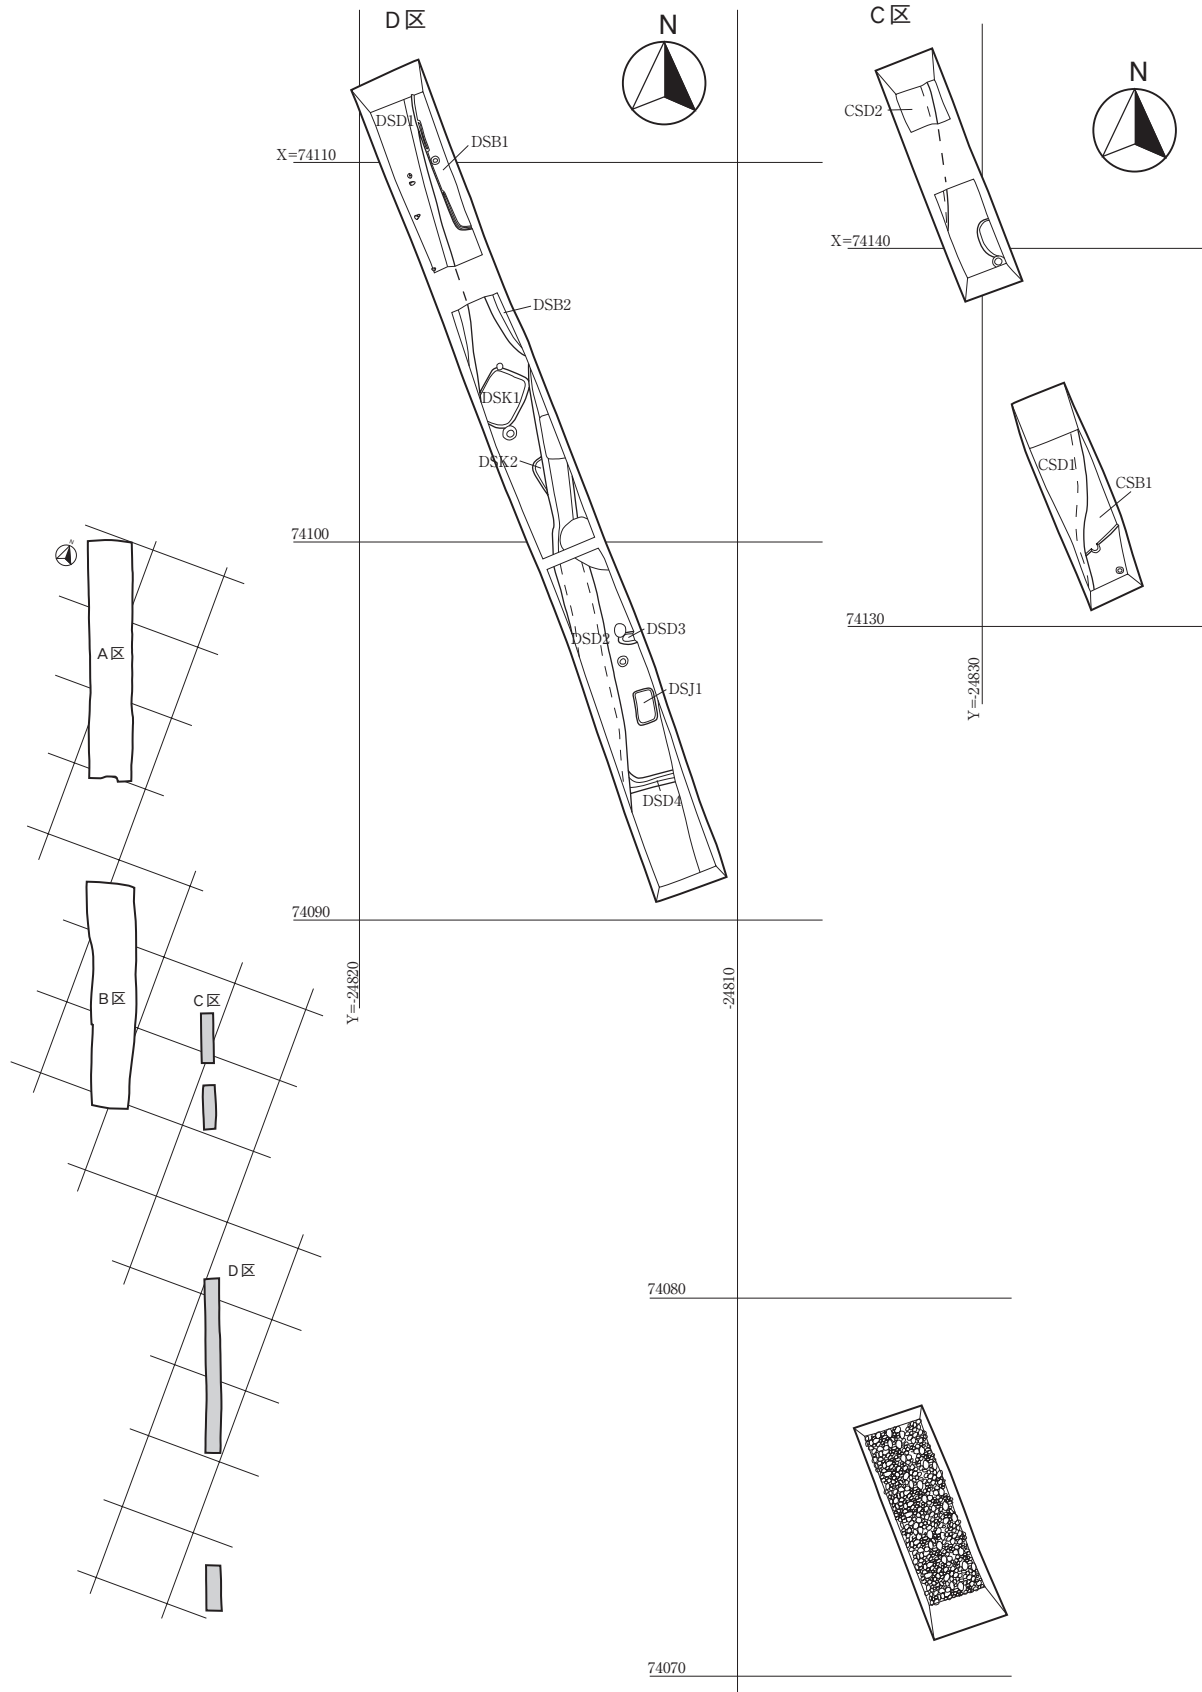 D区
N
DSD1
DSB1
X=74110
DSB2
DSK1
DSK2
74100
DSD2
DSD3
DSJ1
DSD4
74090
Y=-24820
-24810
C区
N
CSD2
X=74140
CSD1
CSB1
74130
Y=-24830
N
A区
B区
C区
D区
74080
74070